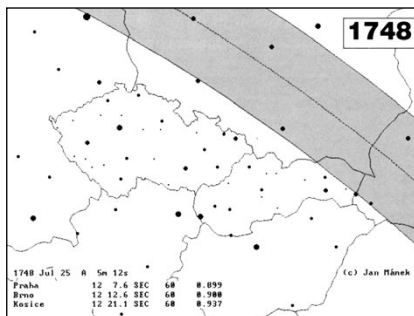 1748
1748 Jul 25 A 5m 12s
(c) Jan Mánek
Praha 12 7.6 SEC 60 0.899
Brno 12 12.6 SEC 60 0.900
Kosice 12 21.1 SEC 60 0.937